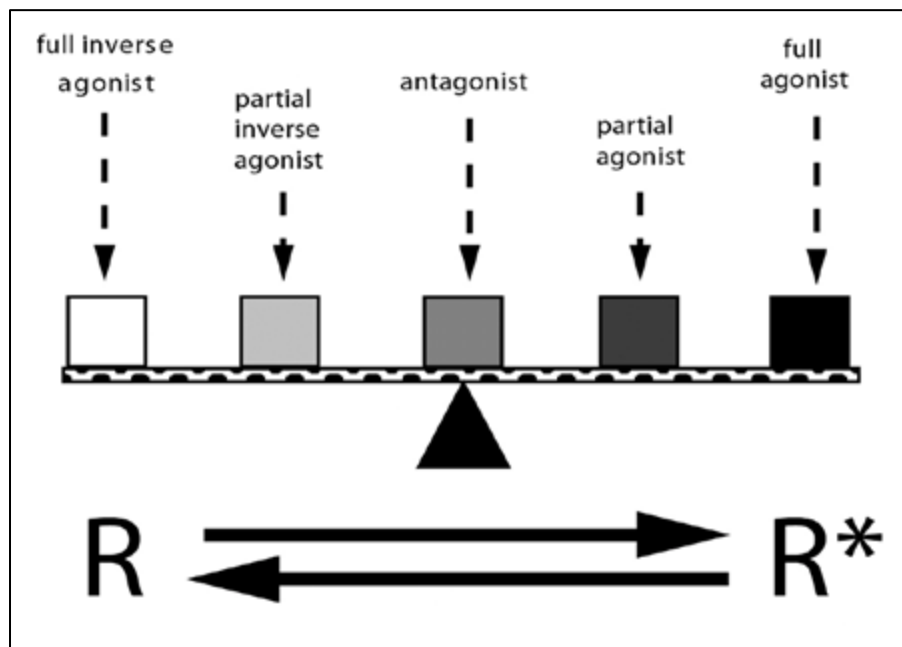 full inverse
agonist
partial
inverse
agonist
antagonist
partial
agonist
full
agonist
R
R*